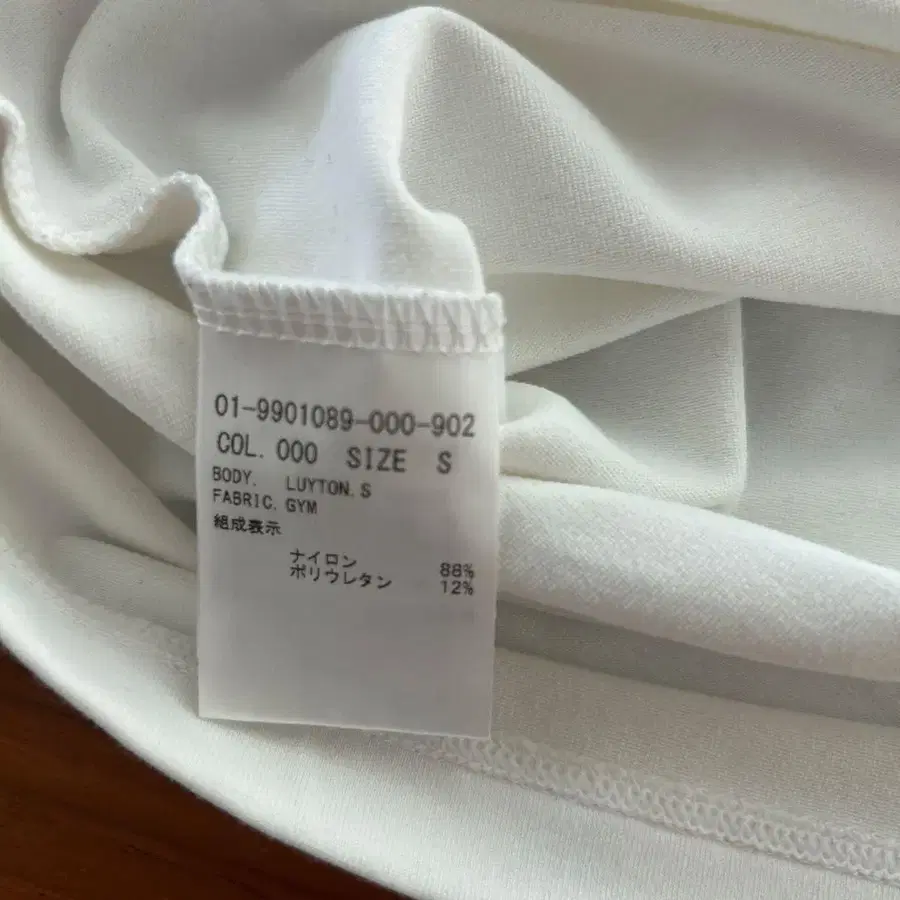 01-9901089-000-902
COL. 000 SIZE S
BODY. LUYTON.S
FABRIC. GYM
組成表示
ナイロン 88%
ポリウレタン 12%